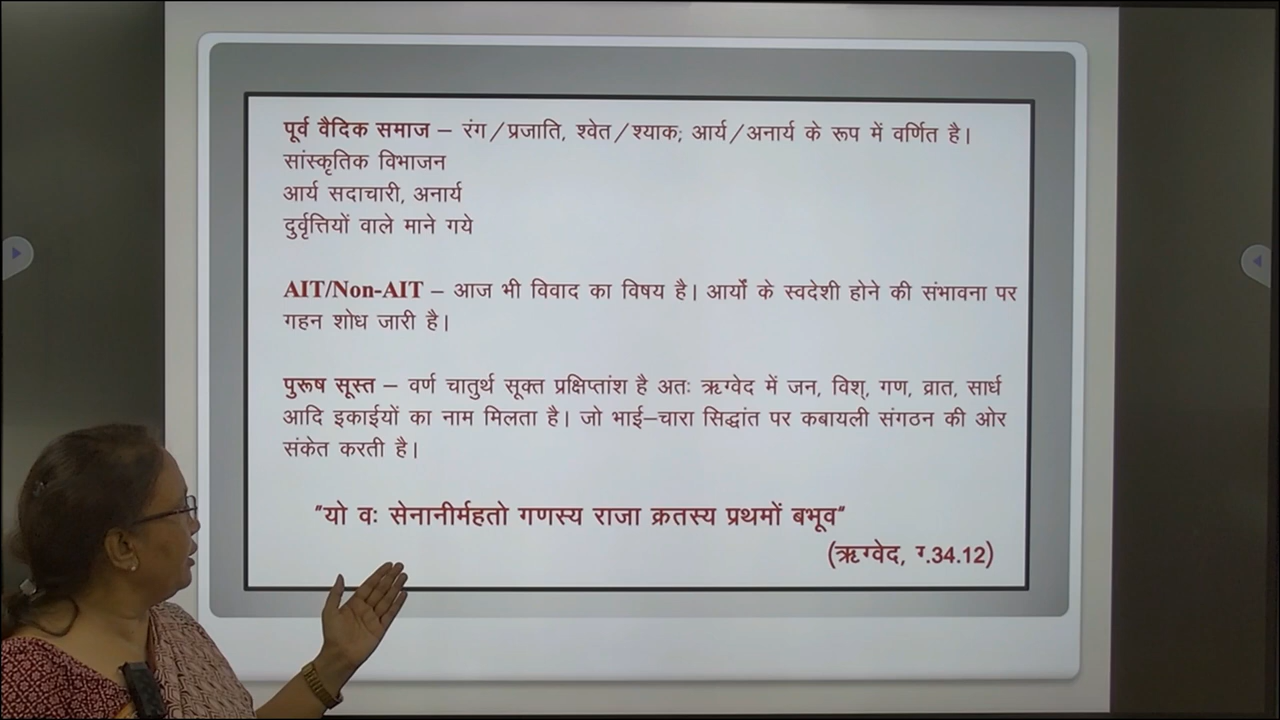 पूर्व वैदिक समाज – रंग/प्रजाति, श्वेत/श्याक; आर्य/अनार्य के रूप में वर्णित है।
सांस्कृतिक विभाजन
आर्य सदाचारी, अनार्य
दुर्वृत्तियों वाले माने गये
AIT/Non-AIT – आज भी विवाद का विषय है। आर्यों के स्वदेशी होने की संभावना पर
गहन शोध जारी है।
पुरूष सूस्त – वर्ण चातुर्थ सूक्त प्रक्षिप्तांश है अतः ऋग्वेद में जन, विश्, गण, व्रात, सार्ध
आदि इकाईयों का नाम मिलता है। जो भाई–चारा सिद्धांत पर कबायली संगठन की ओर
संकेत करती है।
"यो वः सेनानीर्महतो गणस्य राजा क्रतस्य प्रथमों बभूव"
(ऋग्वेद, ग्.34.12)